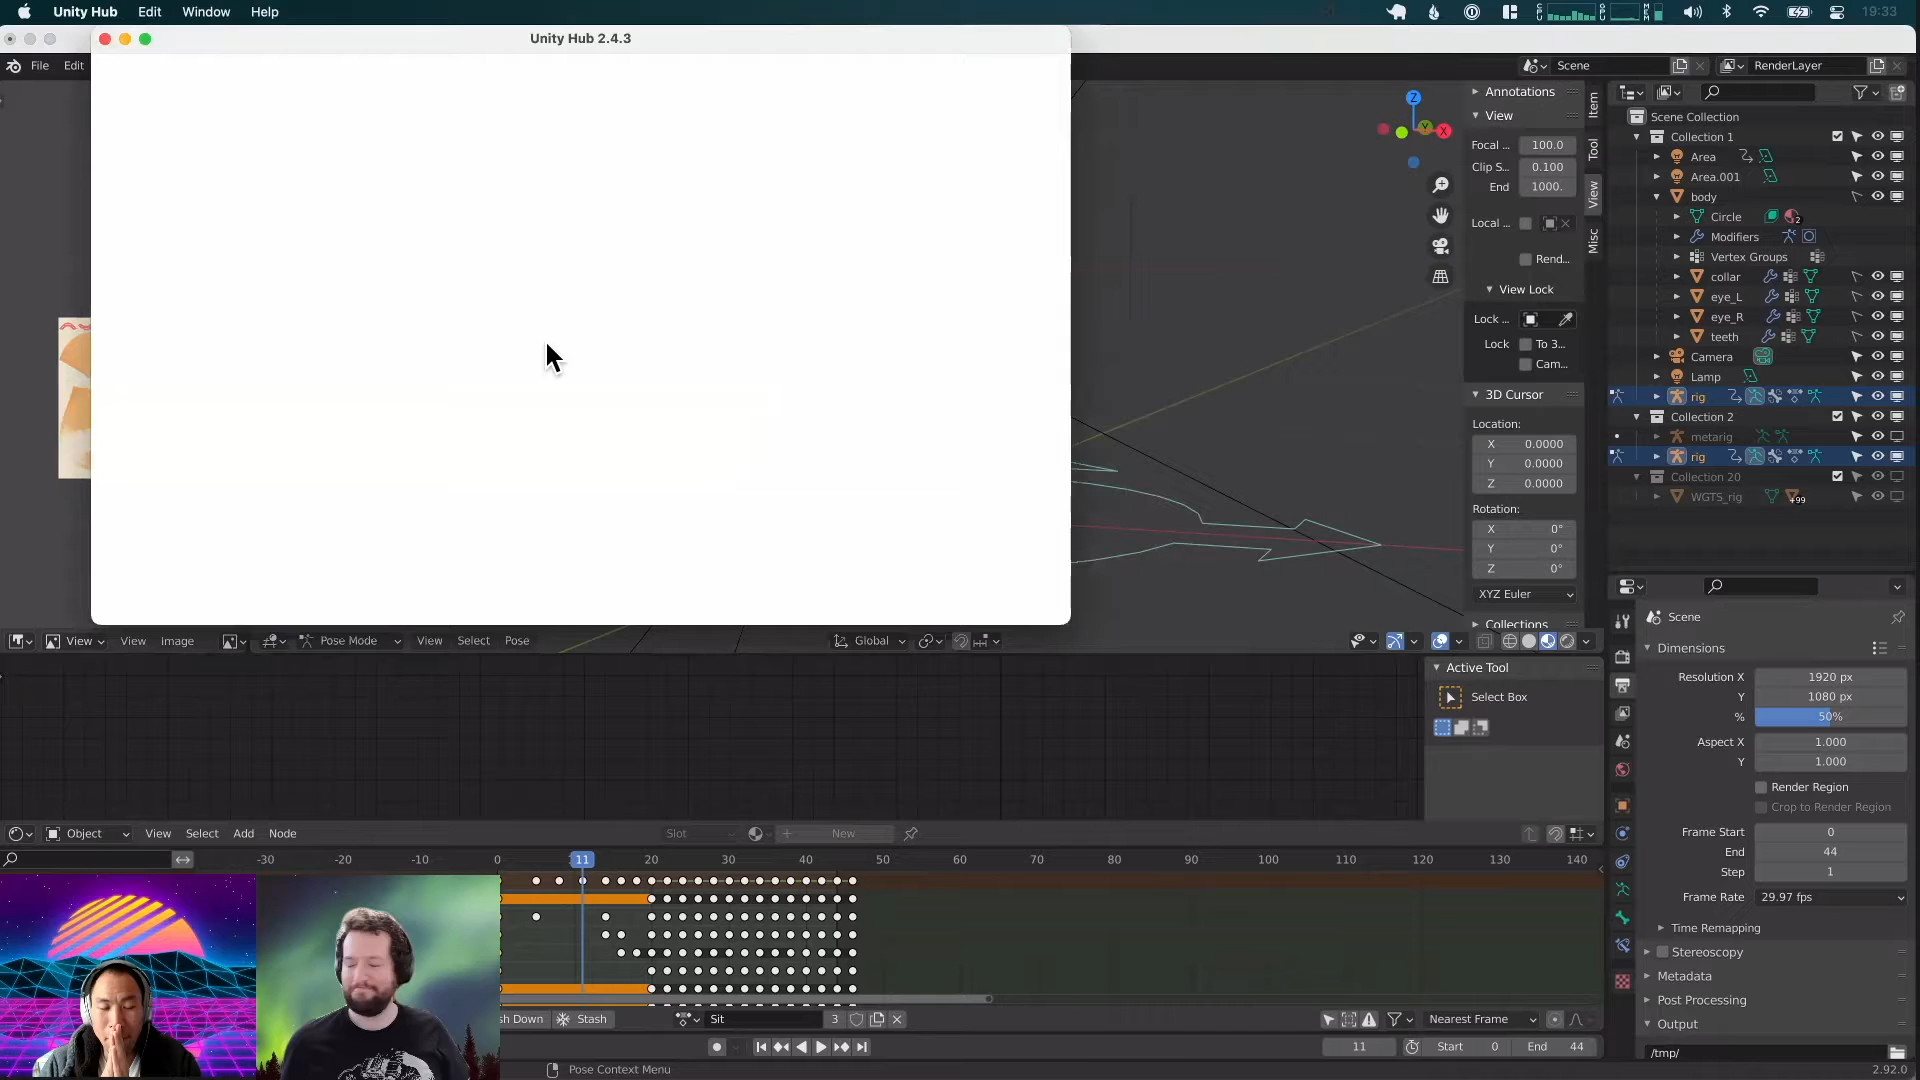 Unity Hub Edit Window Help
19:33
Unity Hub 2.4.3
File Edit
Scene
RenderLayer
Annotations
View
Focal ... 100.0
Clip S... 0.100
End 1000.
Local ...
Rend...
View Lock
Lock ...
Lock To 3...
Cam...
3D Cursor
Location:
X 0.0000
Y 0.0000
Z 0.0000
Rotation:
X 0°
Y 0°
Z 0°
XYZ Euler
Collections
Item
Tool
View
Misc
Z
Y
X
Scene Collection
Collection 1
Area
Area.001
body
Circle 2
Modifiers
Vertex Groups
collar
eye_L
eye_R
teeth
Camera
Lamp
rig
Collection 2
metarig
rig
Collection 20
WGTS_rig +99
View View Image
Pose Mode View Select Pose
Global
Active Tool
Select Box
Scene
Dimensions
Resolution X 1920 px
Y 1080 px
% 50%
Aspect X 1.000
Y 1.000
Render Region
Crop to Render Region
Frame Start 0
End 44
Step 1
Frame Rate 29.97 fps
Time Remapping
Stereoscopy
Metadata
Post Processing
Output
/tmp/
Object View Select Add Node
Slot
New
-30 -20 -10 0 11 20 30 40 50 60 70 80 90 100 110 120 130 140
sh Down Stash
Sit 3
Nearest Frame
11 Start 0 End 44
Pose Context Menu
2.92.0